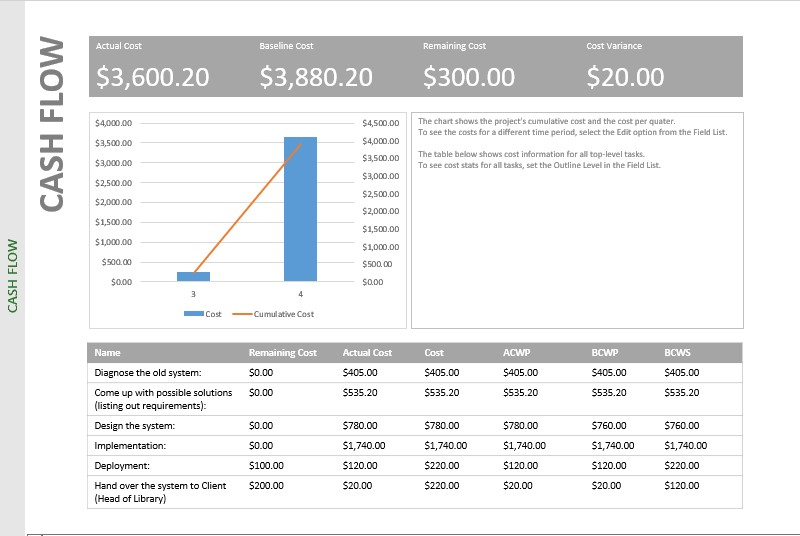 CASH FLOW
CASH FLOW
Actual Cost Baseline Cost Remaining Cost Cost Variance
$3,600.20 $3,880.20 $300.00 $20.00
$4,000.00
$3,500.00
$3,000.00
$2,500.00
$2,000.00
$1,500.00
$1,000.00
$500.00
$0.00
$4,500.00
$4,000.00
$3,500.00
$3,000.00
$2,500.00
$2,000.00
$1,500.00
$1,000.00
$500.00
$0.00
3 4
Cost Cumulative Cost
The chart shows the project's cumulative cost and the cost per quater.
To see the costs for a different time period, select the Edit option from the Field List.
The table below shows cost information for all top-level tasks.
To see cost stats for all tasks, set the Outline Level in the Field List.
Name Remaining Cost Actual Cost Cost ACWP BCWP BCWS
Diagnose the old system: $0.00 $405.00 $405.00 $405.00 $405.00 $405.00
Come up with possible solutions $0.00 $535.20 $535.20 $535.20 $535.20 $535.20
(listing out requirements):
Design the system: $0.00 $780.00 $780.00 $780.00 $760.00 $760.00
Implementation: $0.00 $1,740.00 $1,740.00 $1,740.00 $1,740.00 $1,740.00
Deployment: $100.00 $120.00 $220.00 $120.00 $120.00 $220.00
Hand over the system to Client $200.00 $20.00 $220.00 $20.00 $20.00 $120.00
(Head of Library)